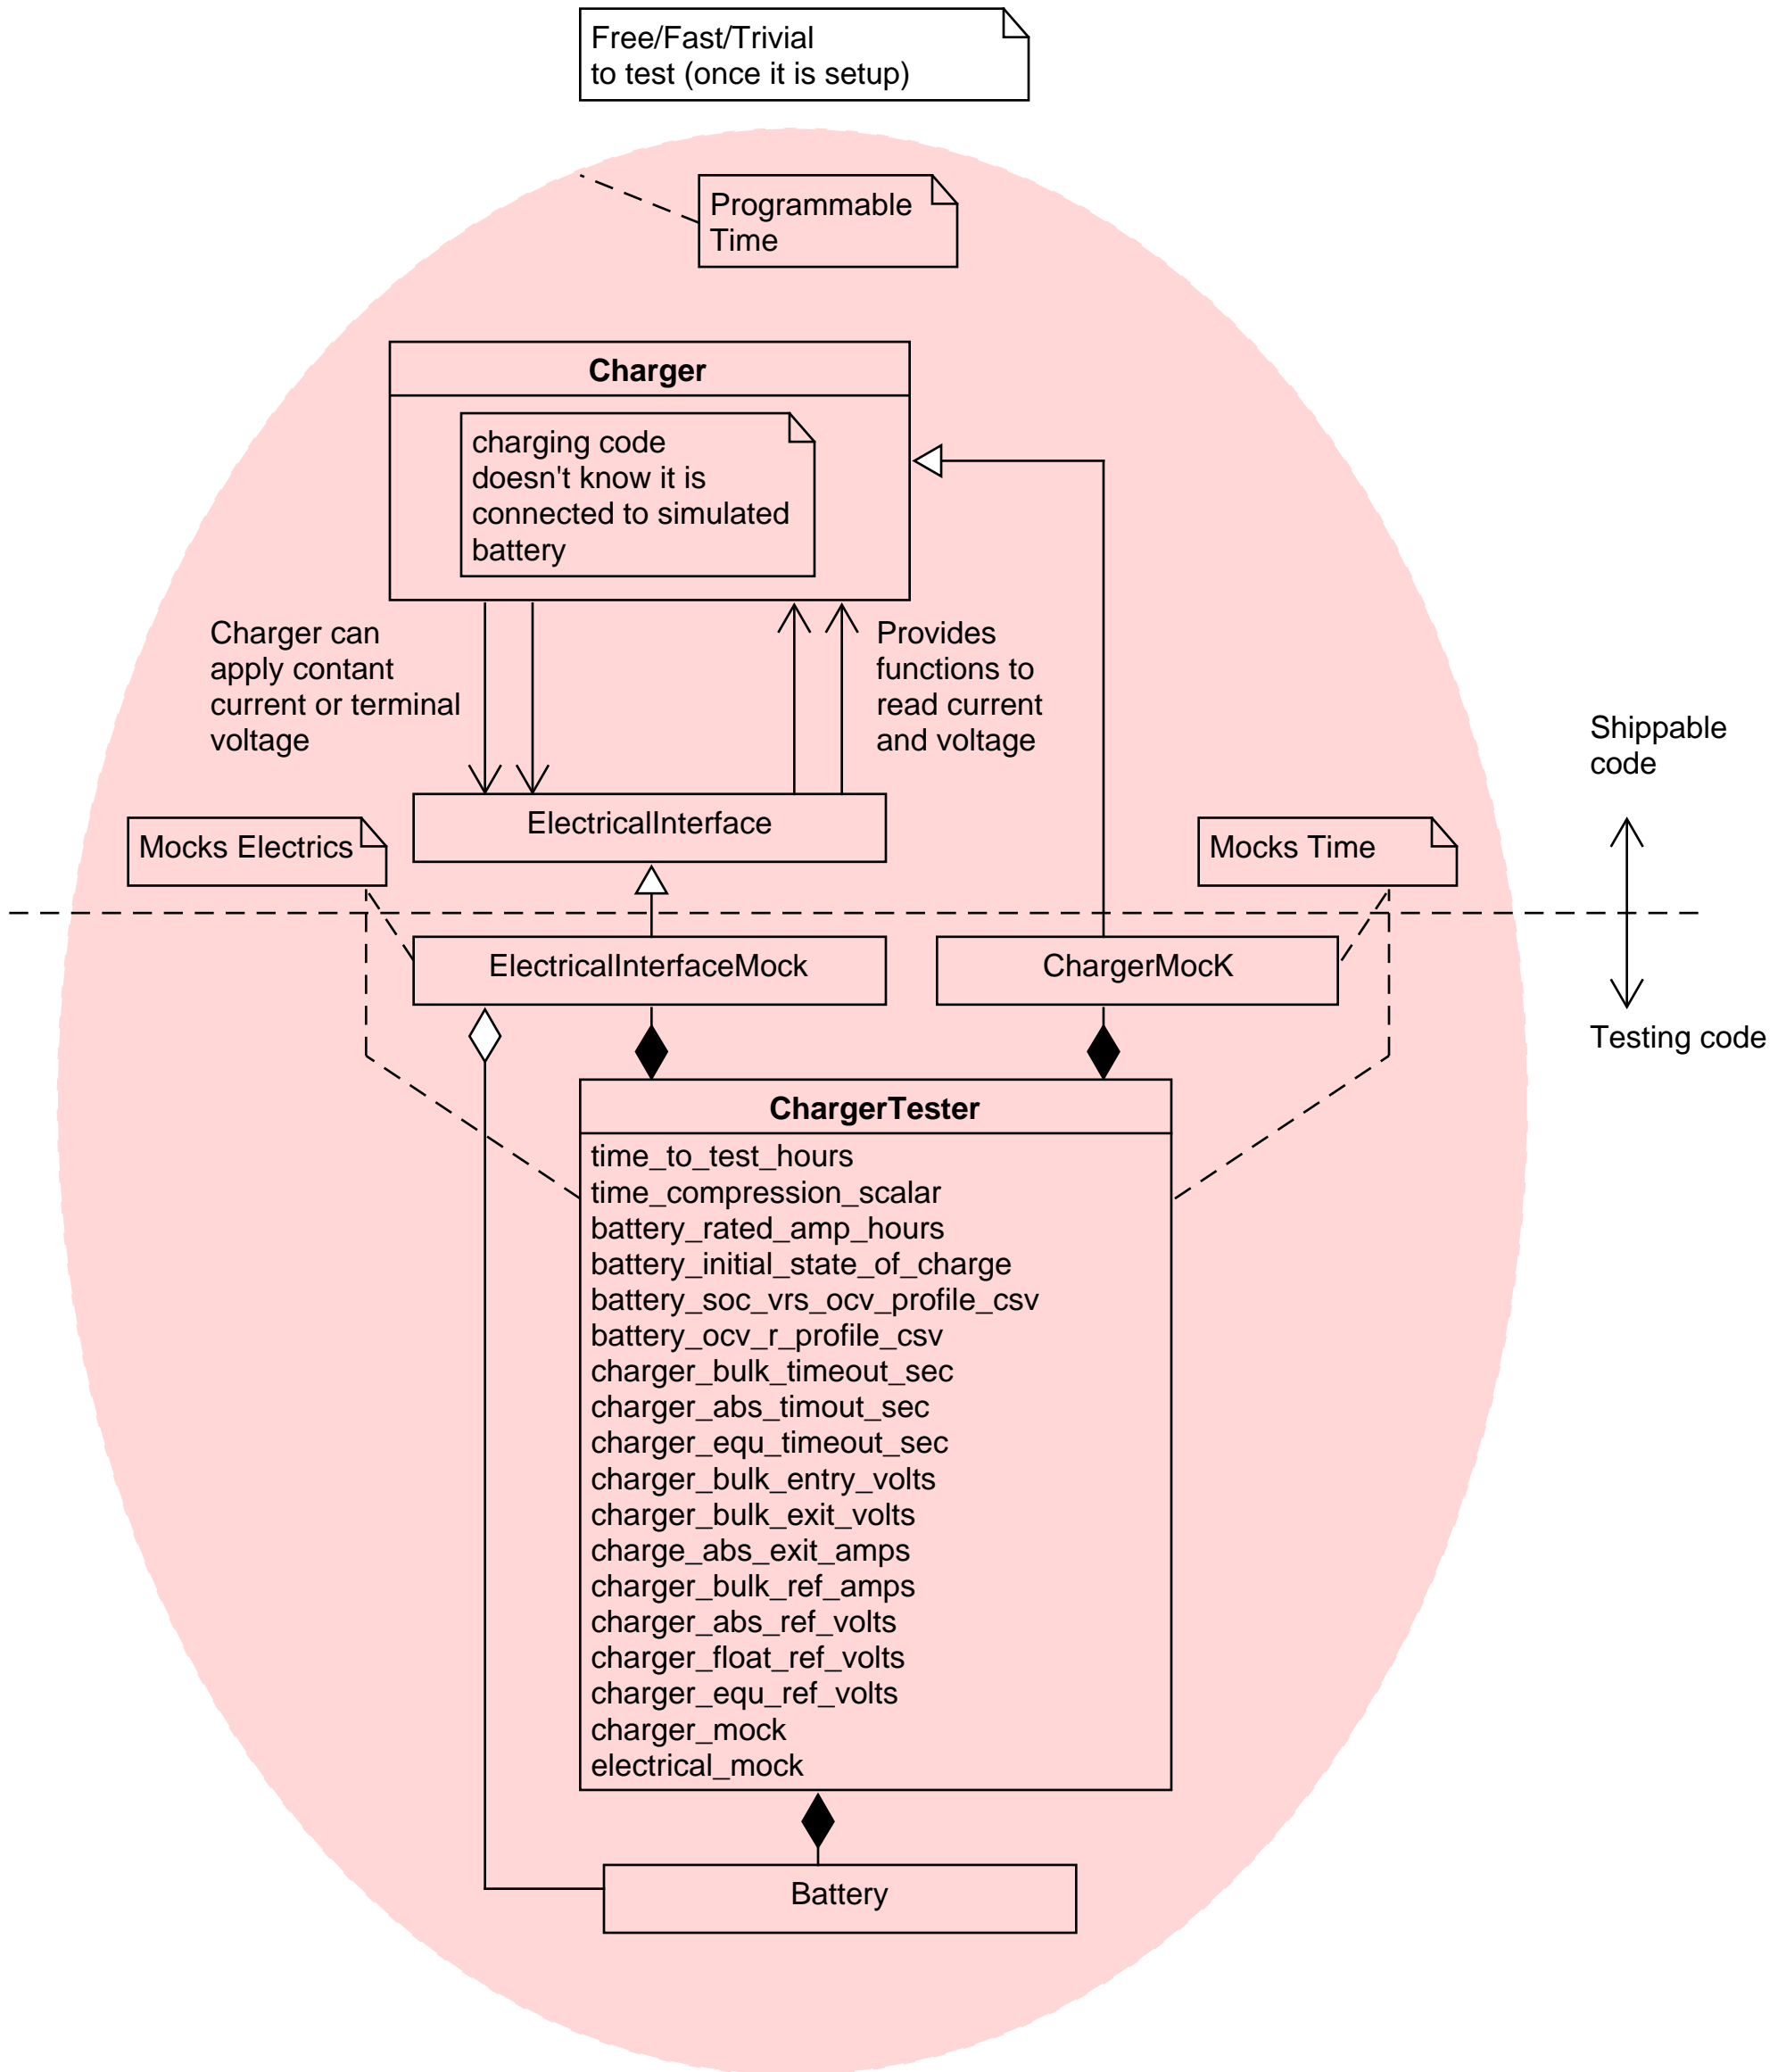 Free/Fast/Trivial
to test (once it is setup)
Programmable
Time
Charger
charging code
doesn't know it is
connected to simulated
battery
Charger can
apply contant
current or terminal
voltage
Provides
functions to
read current
and voltage
Shippable
code
ElectricalInterface
Mocks Electrics
Mocks Time
ElectricalInterfaceMock
ChargerMocK
Testing code
ChargerTester
time_to_test_hours
time_compression_scalar
battery_rated_amp_hours
battery_initial_state_of_charge
battery_soc_vrs_ocv_profile_csv
battery_ocv_r_profile_csv
charger_bulk_timeout_sec
charger_abs_timout_sec
charger_equ_timeout_sec
charger_bulk_entry_volts
charger_bulk_exit_volts
charge_abs_exit_amps
charger_bulk_ref_amps
charger_abs_ref_volts
charger_float_ref_volts
charger_equ_ref_volts
charger_mock
electrical_mock
Battery